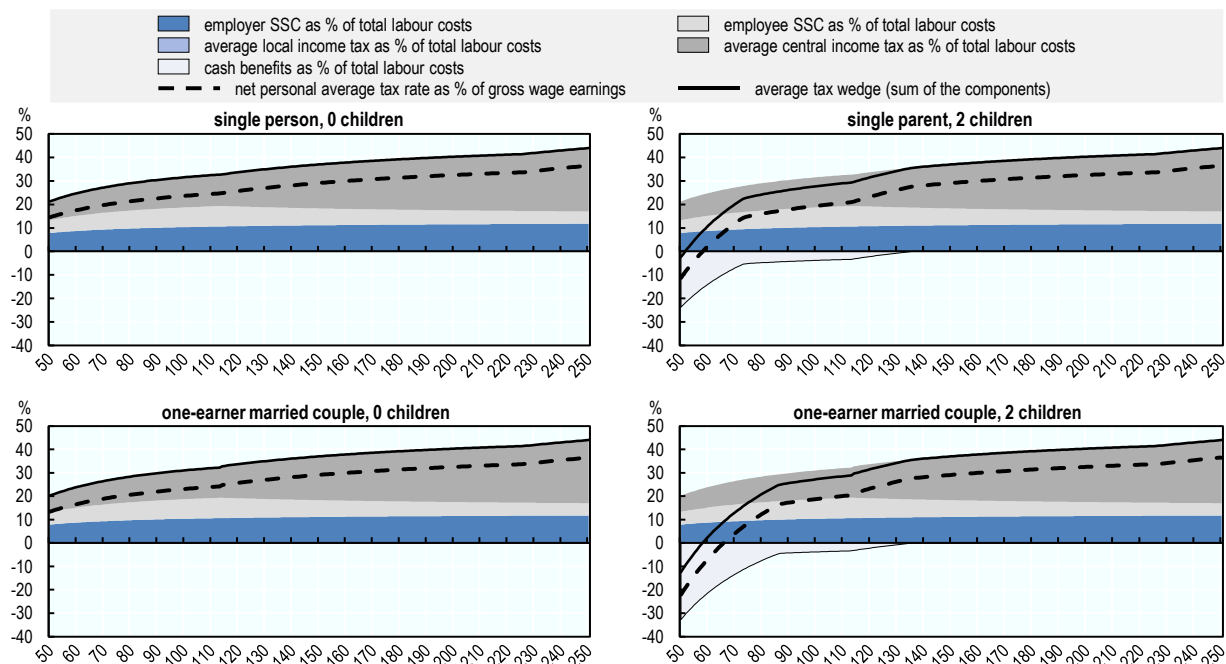 employer SSC as % of total labour costs
employee SSC as % of total labour costs
average local income tax as % of total labour costs
average central income tax as % of total labour costs
cash benefits as % of total labour costs
net personal average tax rate as % of gross wage earnings
average tax wedge (sum of the components)
%
single person, 0 children
50
40
30
20
10
0
-10
-20
-30
-40
50 60 70 80 90 100 110 120 130 140 150 160 170 180 190 200 210 220 230 240 250
%
single parent, 2 children
50
40
30
20
10
0
-10
-20
-30
-40
50 60 70 80 90 100 110 120 130 140 150 160 170 180 190 200 210 220 230 240 250
%
one-earner married couple, 0 children
50
40
30
20
10
0
-10
-20
-30
-40
50 60 70 80 90 100 110 120 130 140 150 160 170 180 190 200 210 220 230 240 250
%
one-earner married couple, 2 children
50
40
30
20
10
0
-10
-20
-30
-40
50 60 70 80 90 100 110 120 130 140 150 160 170 180 190 200 210 220 230 240 250